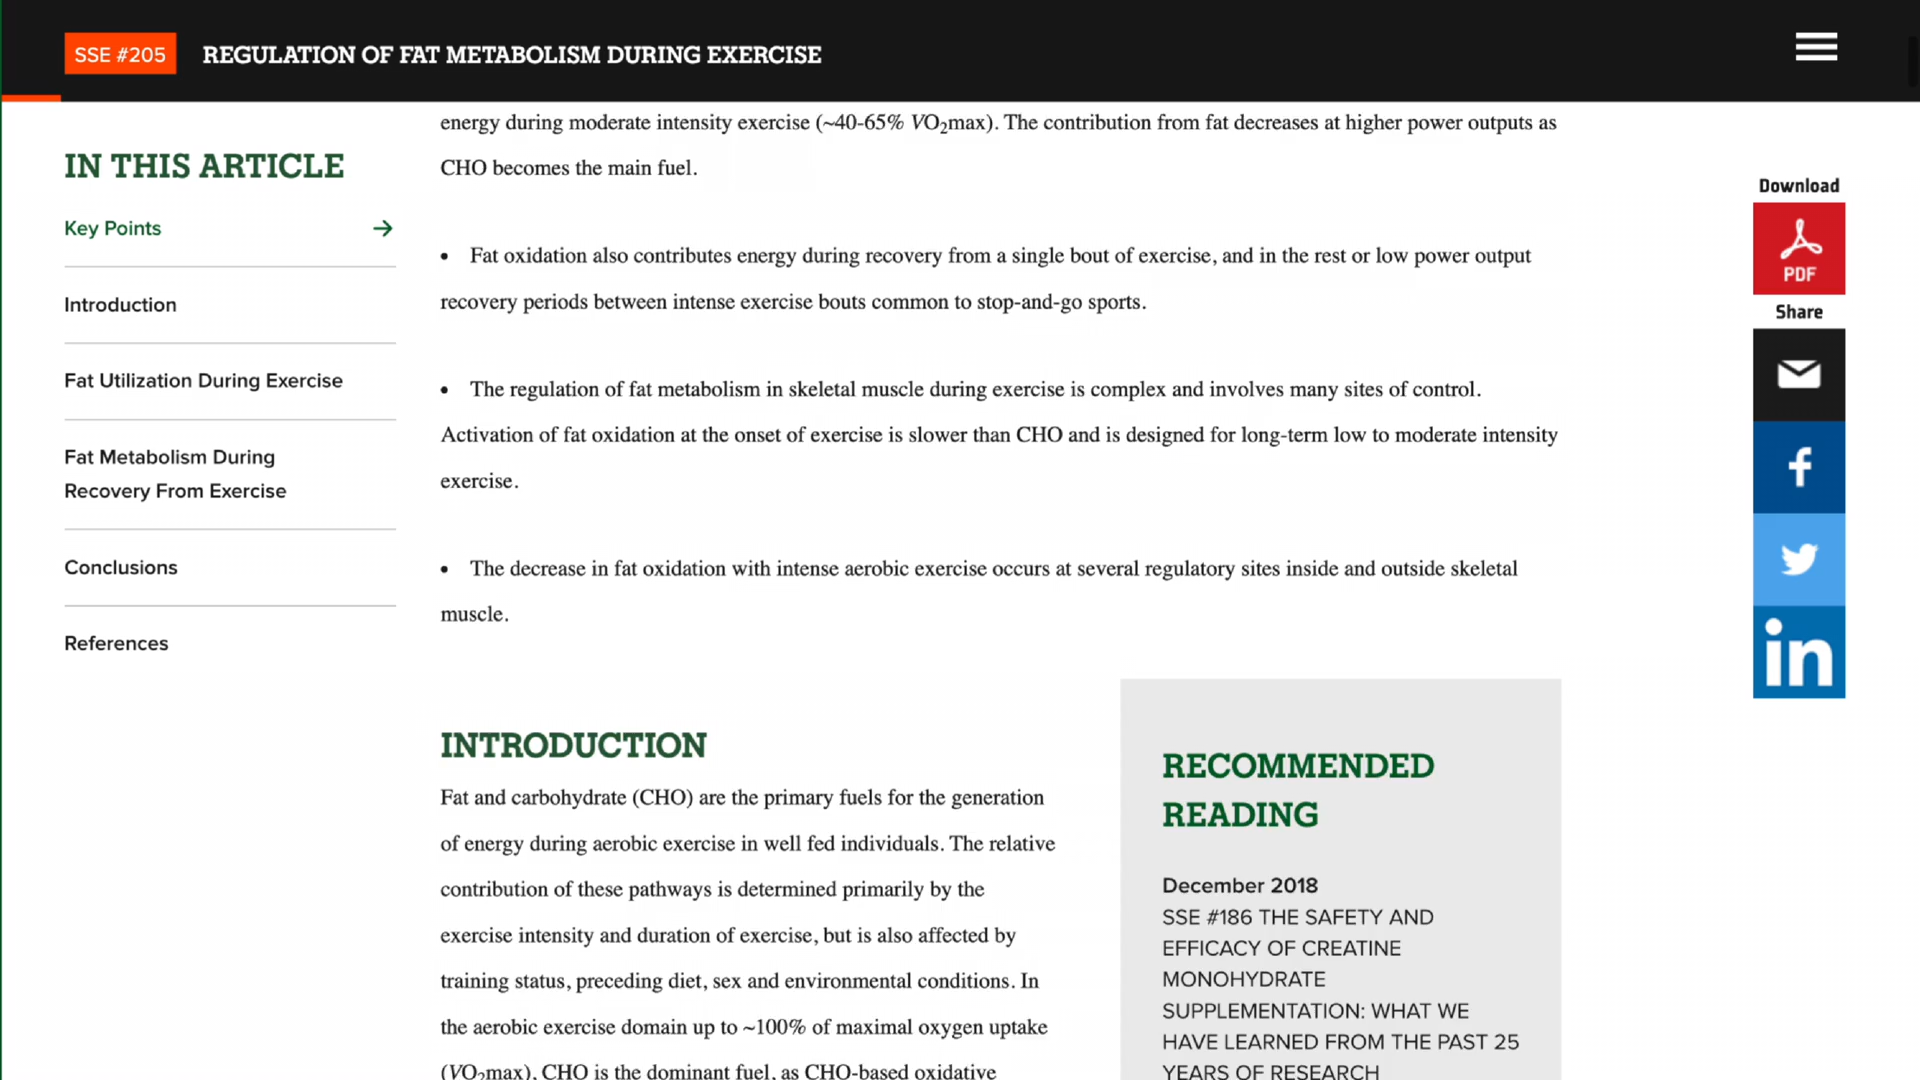 SSE #205 REGULATION OF FAT METABOLISM DURING EXERCISE
IN THIS ARTICLE
Key Points
Introduction
Fat Utilization During Exercise
Fat Metabolism During
Recovery From Exercise
Conclusions
References
energy during moderate intensity exercise (~40-65% VO₂max). The contribution from fat decreases at higher power outputs as
CHO becomes the main fuel.
• Fat oxidation also contributes energy during recovery from a single bout of exercise, and in the rest or low power output
recovery periods between intense exercise bouts common to stop-and-go sports.
• The regulation of fat metabolism in skeletal muscle during exercise is complex and involves many sites of control.
Activation of fat oxidation at the onset of exercise is slower than CHO and is designed for long-term low to moderate intensity
exercise.
• The decrease in fat oxidation with intense aerobic exercise occurs at several regulatory sites inside and outside skeletal
muscle.
INTRODUCTION
Fat and carbohydrate (CHO) are the primary fuels for the generation
of energy during aerobic exercise in well fed individuals. The relative
contribution of these pathways is determined primarily by the
exercise intensity and duration of exercise, but is also affected by
training status, preceding diet, sex and environmental conditions. In
the aerobic exercise domain up to ~100% of maximal oxygen uptake
(VO₂max), CHO is the dominant fuel, as CHO-based oxidative
RECOMMENDED
READING
December 2018
SSE #186 THE SAFETY AND
EFFICACY OF CREATINE
MONOHYDRATE
SUPPLEMENTATION: WHAT WE
HAVE LEARNED FROM THE PAST 25
YEARS OF RESEARCH
Download
PDF
Share
f
in